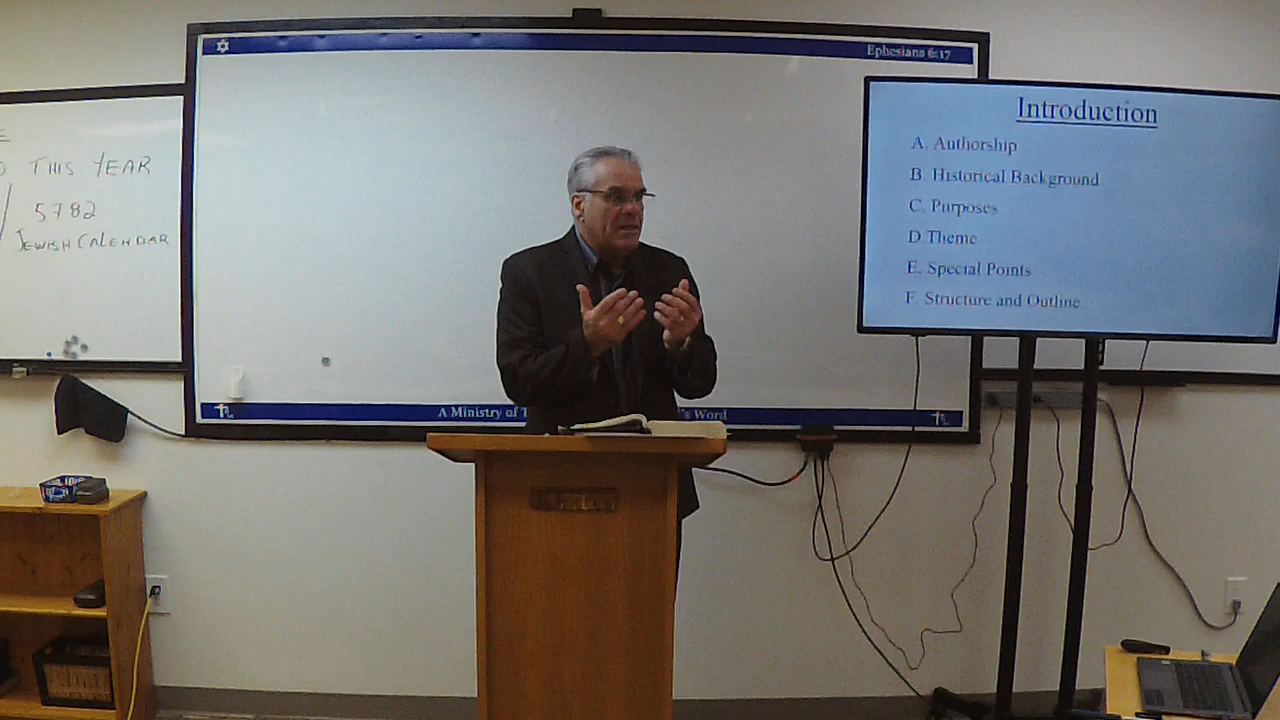 THIS YEAR
5782
JEWISH CALENDAR
Ephesians 6:17
A Ministry of
Word
Introduction
A. Authorship
B. Historical Background
C. Purposes
D Theme
E. Special Points
F. Structure and Outline